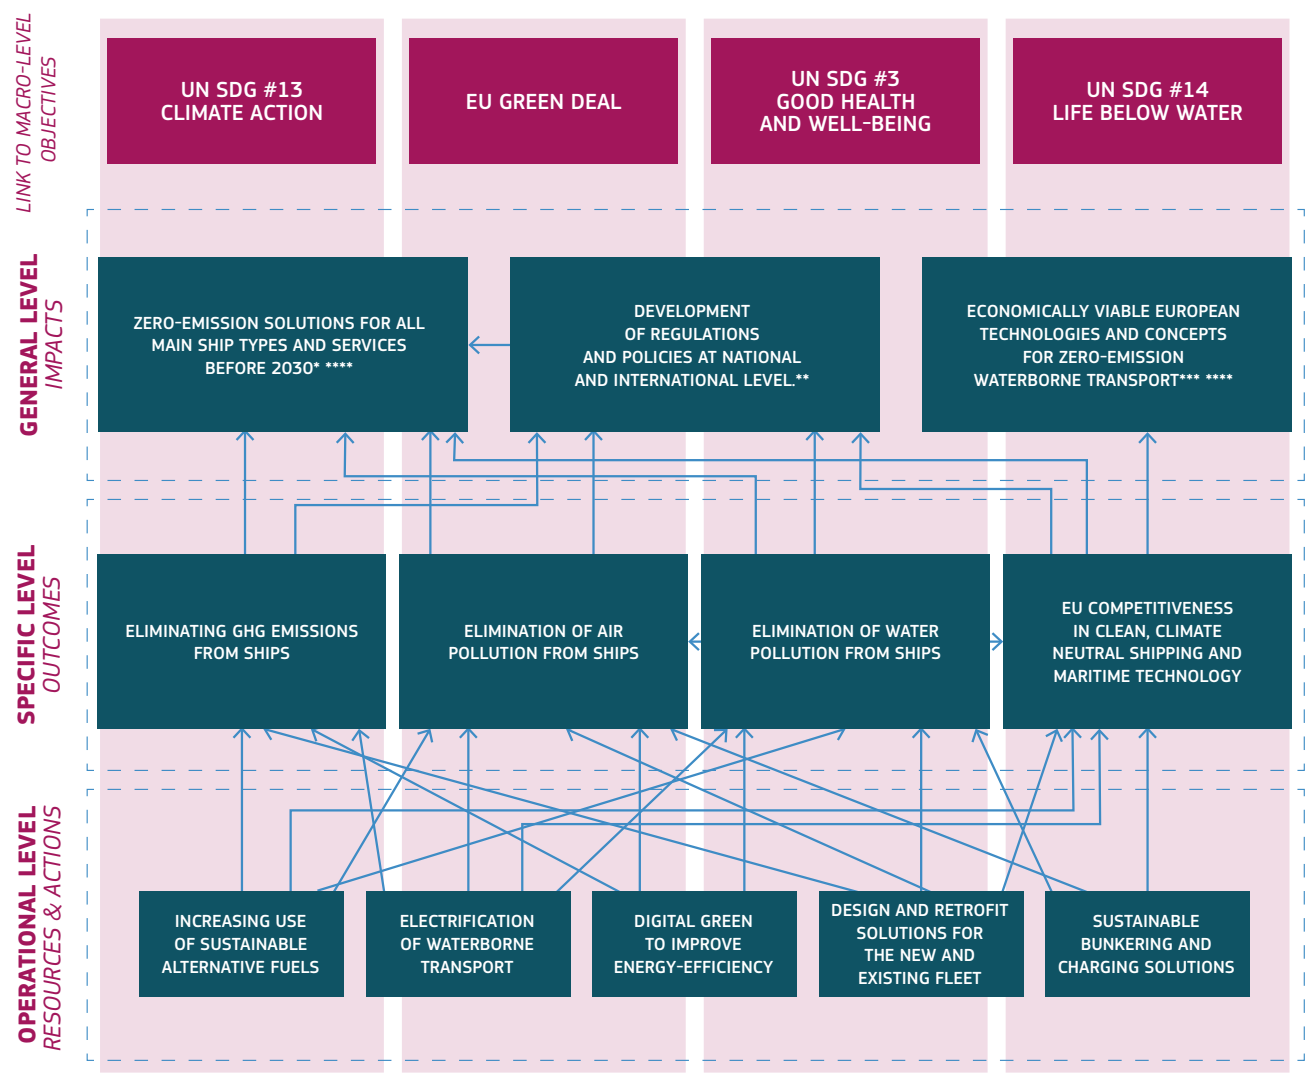 LINK TO MACRO-LEVEL
OBJECTIVES
UN SDG #13
CLIMATE ACTION
EU GREEN DEAL
UN SDG #3
GOOD HEALTH
AND WELL-BEING
UN SDG #14
LIFE BELOW WATER
GENERAL LEVEL
IMPACTS
ZERO-EMISSION SOLUTIONS FOR ALL
MAIN SHIP TYPES AND SERVICES
BEFORE 2030* ****
DEVELOPMENT
OF REGULATIONS
AND POLICIES AT NATIONAL
AND INTERNATIONAL LEVEL.**
ECONOMICALLY VIABLE EUROPEAN
TECHNOLOGIES AND CONCEPTS
FOR ZERO-EMISSION
WATERBORNE TRANSPORT*** ****
SPECIFIC LEVEL
OUTCOMES
ELIMINATING GHG EMISSIONS
FROM SHIPS
ELIMINATION OF AIR
POLLUTION FROM SHIPS
ELIMINATION OF WATER
POLLUTION FROM SHIPS
EU COMPETITIVENESS
IN CLEAN, CLIMATE
NEUTRAL SHIPPING AND
MARITIME TECHNOLOGY
OPERATIONAL LEVEL
RESOURCES & ACTIONS
INCREASING USE
OF SUSTAINABLE
ALTERNATIVE FUELS
ELECTRIFICATION
OF WATERBORNE
TRANSPORT
DIGITAL GREEN
TO IMPROVE
ENERGY-EFFICIENCY
DESIGN AND RETROFIT
SOLUTIONS FOR
THE NEW AND
EXISTING FLEET
SUSTAINABLE
BUNKERING AND
CHARGING SOLUTIONS